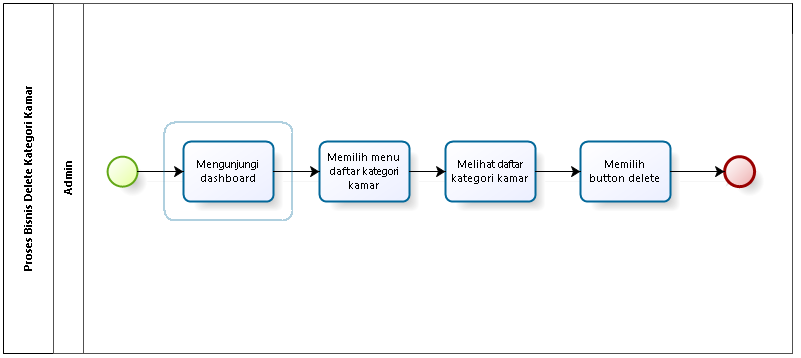 Proses Bisnis Delete Kategori Kamar
Admin
Mengunjungi
dashboard
Memilih menu
daftar kategori
kamar
Melihat daftar
kategori kamar
Memilih
button delete